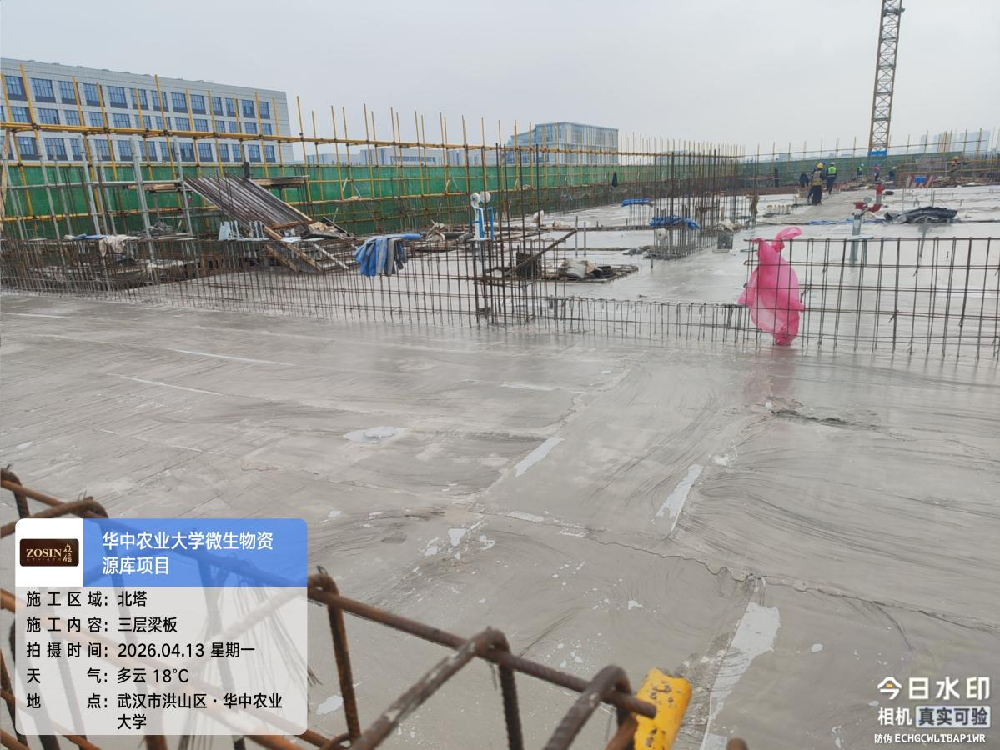 ZOSIN 众信
华中农业大学微生物资
源库项目
施工区域：北塔
施工内容：三层梁板
拍摄时间：2026.04.13 星期一
天气：多云 18℃
地点：武汉市洪山区·华中农业
大学
今日水印
相机 真实可验
防伪 ECHGCWLTBAP1WR